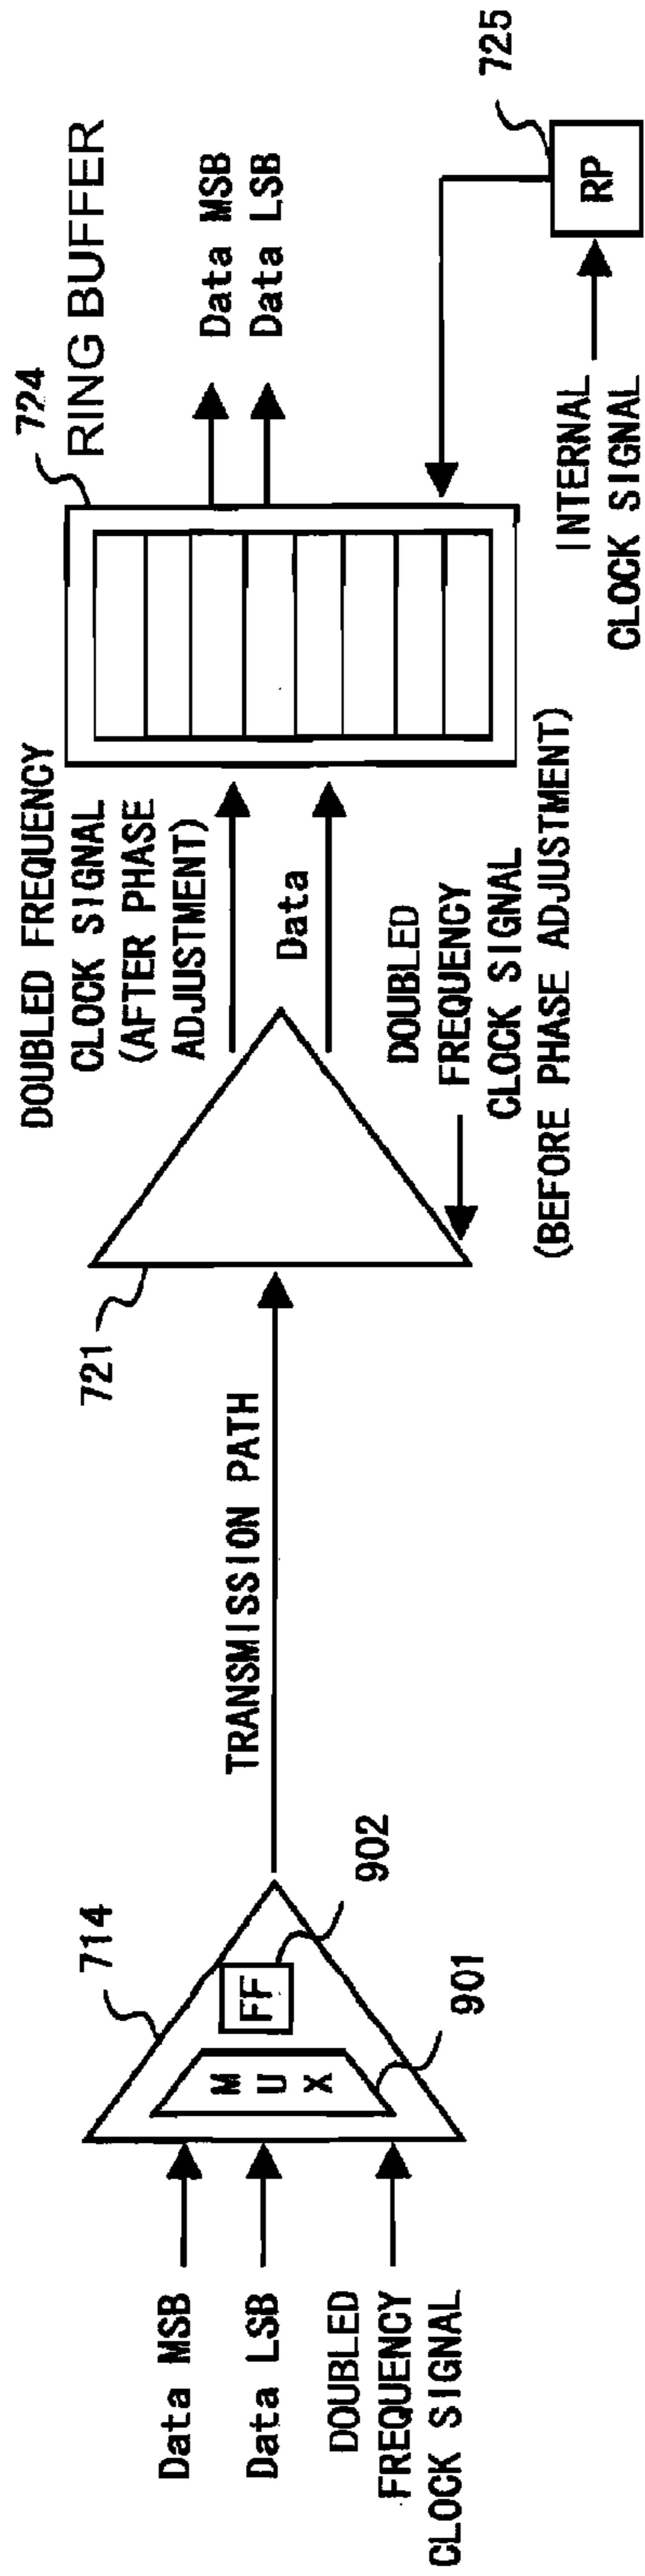 Data MSB
Data LSB
DOUBLED
FREQUENCY
CLOCK SIGNAL
714
MUX
FF
901
902
TRANSMISSION PATH
721
DOUBLED FREQUENCY
CLOCK SIGNAL
(AFTER PHASE
ADJUSTMENT)
Data
DOUBLED
FREQUENCY
CLOCK SIGNAL
(BEFORE PHASE ADJUSTMENT)
724
RING BUFFER
Data MSB
Data LSB
INTERNAL
CLOCK SIGNAL
RP
725